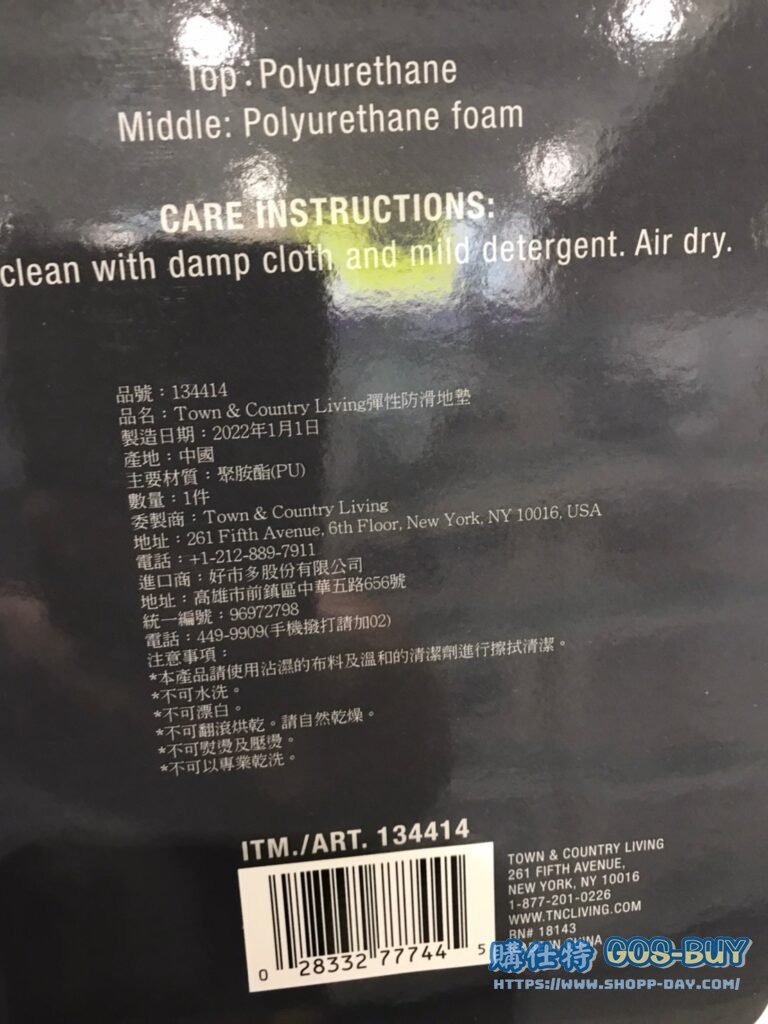 Top : Polyurethane
Middle: Polyurethane foam
CARE INSTRUCTIONS:
clean with damp cloth and mild detergent. Air dry.
品號：134414
品名：Town & Country Living彈性防滑地墊
製造日期：2022年1月1日
產地：中國
主要材質：聚胺酯(PU)
數量：1件
委製商：Town & Country Living
地址：261 Fifth Avenue, 6th Floor, New York, NY 10016, USA
電話：+1-212-889-7911
進口商：好市多股份有限公司
地址：高雄市前鎮區中華五路656號
統一編號：96972798
電話：449-9909(手機撥打請加02)
注意事項：
*本產品請使用沾濕的布料及溫和的清潔劑進行擦拭清潔。
*不可水洗。
*不可漂白。
*不可翻滾烘乾。請自然乾燥。
*不可熨燙及壓燙。
*不可以專業乾洗。
ITM./ART. 134414
0 28332 77744 5
TOWN & COUNTRY LIVING
261 FIFTH AVENUE,
NEW YORK, NY 10016
1-877-201-0226
WWW.TNCLIVING.COM
RN# 18143
CHINA
購仕特 GOS-BUY
HTTPS://WWW.SHOPP-DAY.COM/